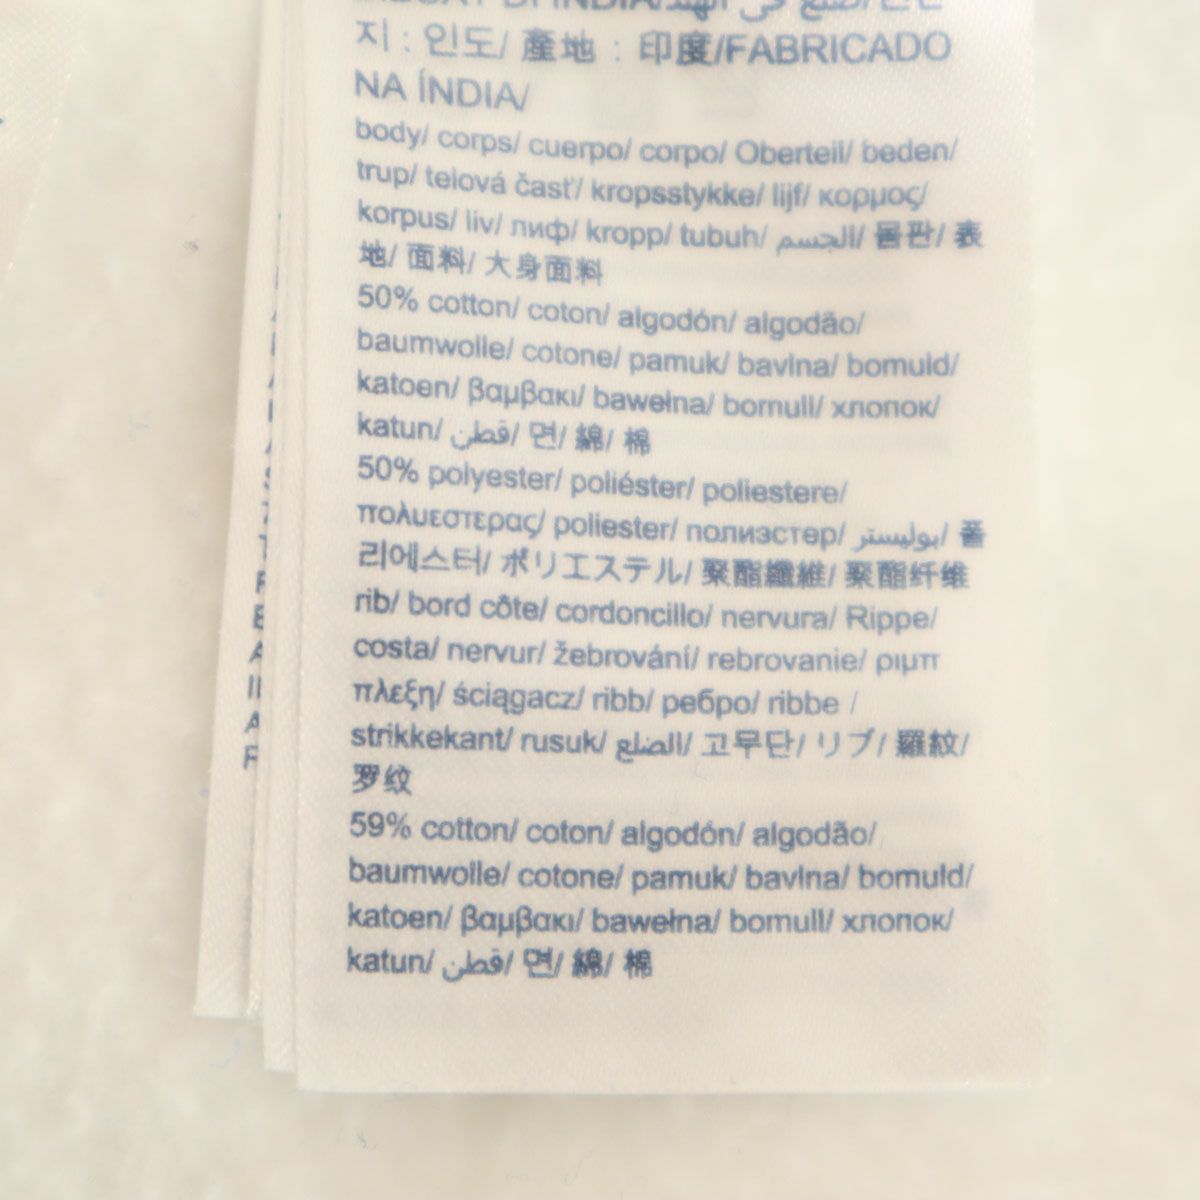 지 : 인도/ 產地 : 印度/FABRICADO
NA ÍNDIA/
body/ corps/ cuerpo/ corpo/ Oberteil/ beden/
trup/ telová časť/ kropsstykke/ lijf/ κορμος/
korpus/ liv/ лиф/ kropp/ tubuh/ الجسم/ 몸판/ 表
地/ 面料/ 大身面料
50% cotton/ coton/ algodón/ algodão/
baumwolle/ cotone/ pamuk/ bavlna/ bomuld/
katoen/ βαμβακι/ bawełna/ bomull/ хлопок/
katun/ قطن/ 면/ 綿/ 棉
50% polyester/ poliéster/ poliestere/
πολυεστερας/ poliester/ полиэстер/ بوليستر/ 폴
리에스터/ ポリエステル/ 聚酯纖維/ 聚酯纤维
rib/ bord côte/ cordoncillo/ nervura/ Rippe/
costa/ nervur/ žebrování/ rebrovanie/ ριμπ
πλεξη/ ściągacz/ ribb/ ребро/ ribbe /
strikkekant/ rusuk/ الضلع/ 고무단/ リブ/ 羅紋/
罗纹
59% cotton/ coton/ algodón/ algodão/
baumwolle/ cotone/ pamuk/ bavlna/ bomuld/
katoen/ βαμβακι/ bawełna/ bomull/ хлопок/
katun/ قطن/ 면/ 綿/ 棉